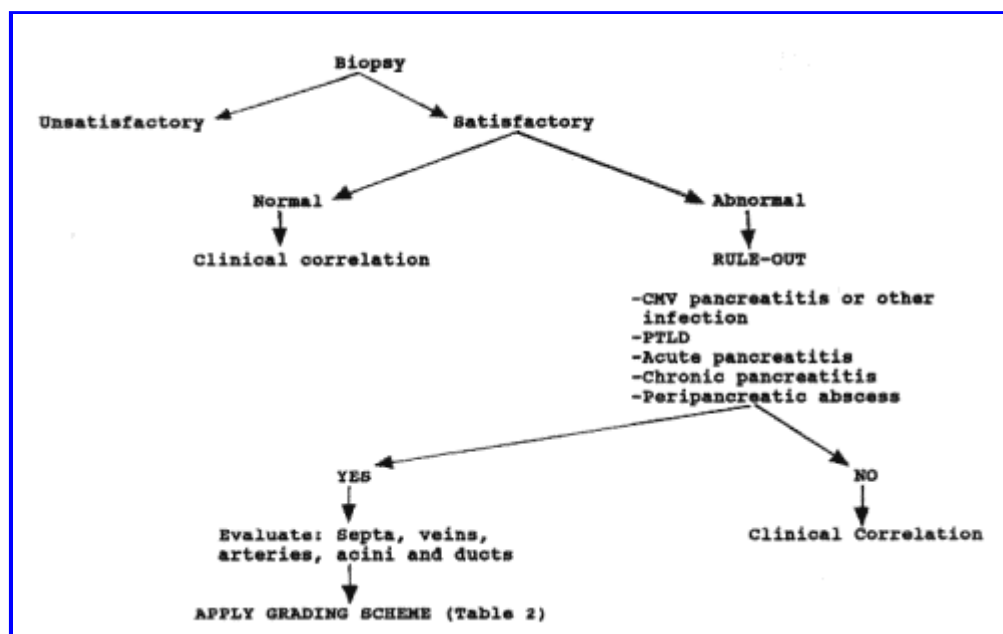 Biopsy
Unsatisfactory
Satisfactory
Normal
Abnormal
Clinical correlation
RULE-OUT
-CMV pancreatitis or other
infection
-PTLD
-Acute pancreatitis
-Chronic pancreatitis
-Peripancreatic abscess
YES
NO
Evaluate: Septa, veins,
arteries, acini and ducts
Clinical Correlation
APPLY GRADING SCHEME (Table 2)